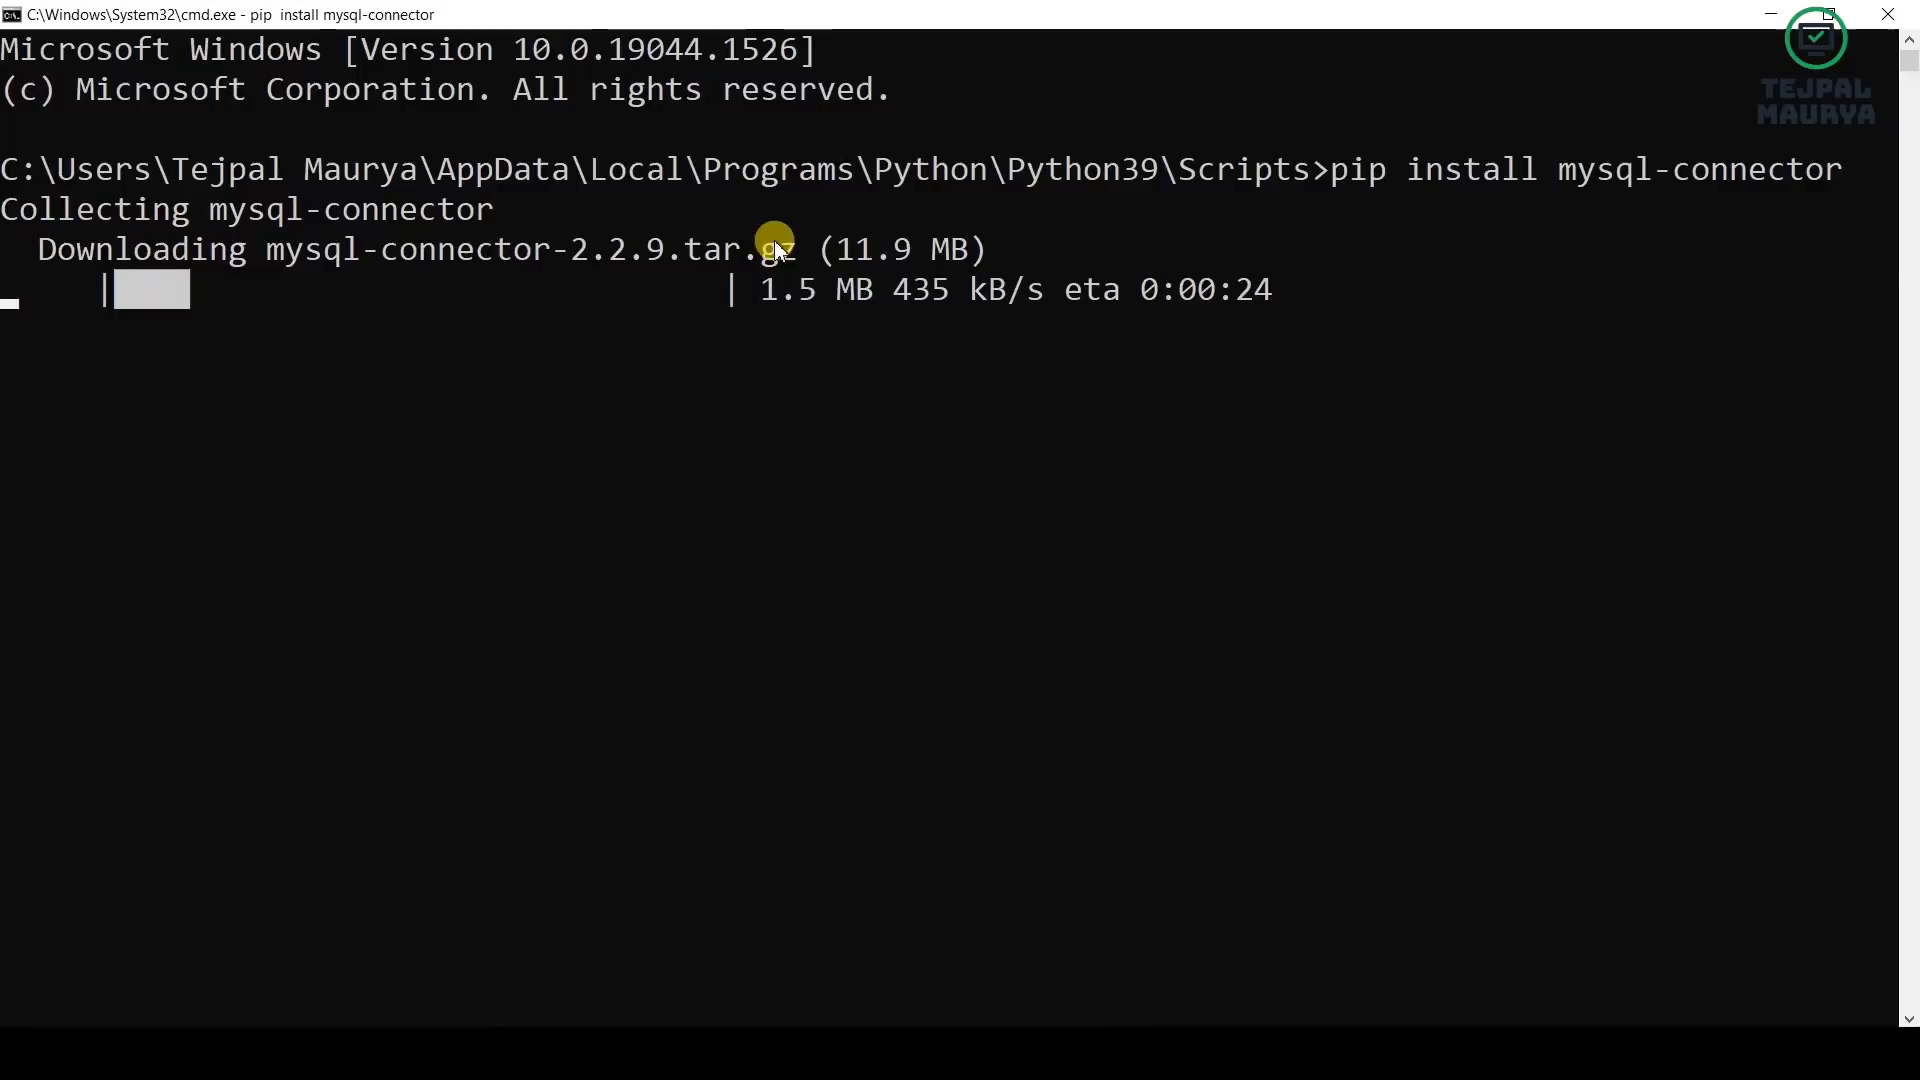 C:\Windows\System32\cmd.exe - pip  install mysql-connector
Microsoft Windows [Version 10.0.19044.1526]
(c) Microsoft Corporation. All rights reserved.
TEJPAL
MAURYA
C:\Users\Tejpal Maurya\AppData\Local\Programs\Python\Python39\Scripts>pip install mysql-connector
Collecting mysql-connector
  Downloading mysql-connector-2.2.9.tar.gz (11.9 MB)
     |████                            | 1.5 MB 435 kB/s eta 0:00:24